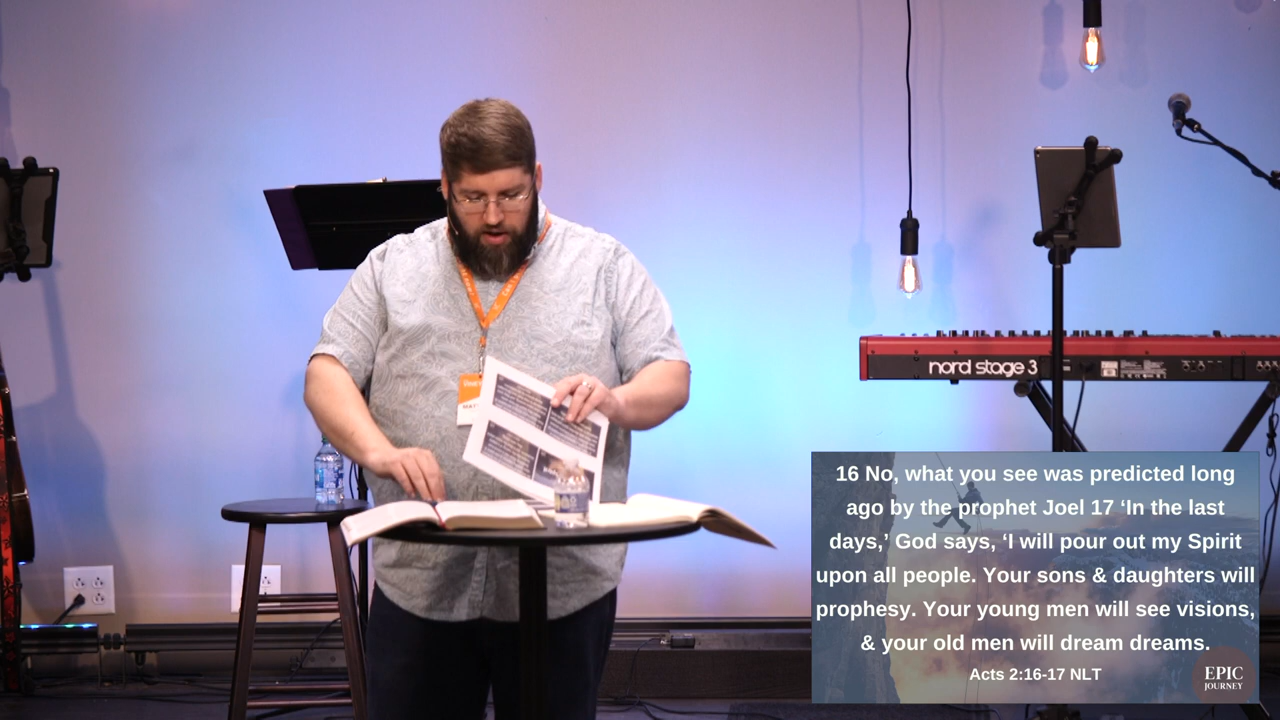 nord stage 3
16 No, what you see was predicted long
ago by the prophet Joel 17 ‘In the last
days,’ God says, ‘I will pour out my Spirit
upon all people. Your sons & daughters will
prophesy. Your young men will see visions,
& your old men will dream dreams.
Acts 2:16-17 NLT
EPIC
JOURNEY